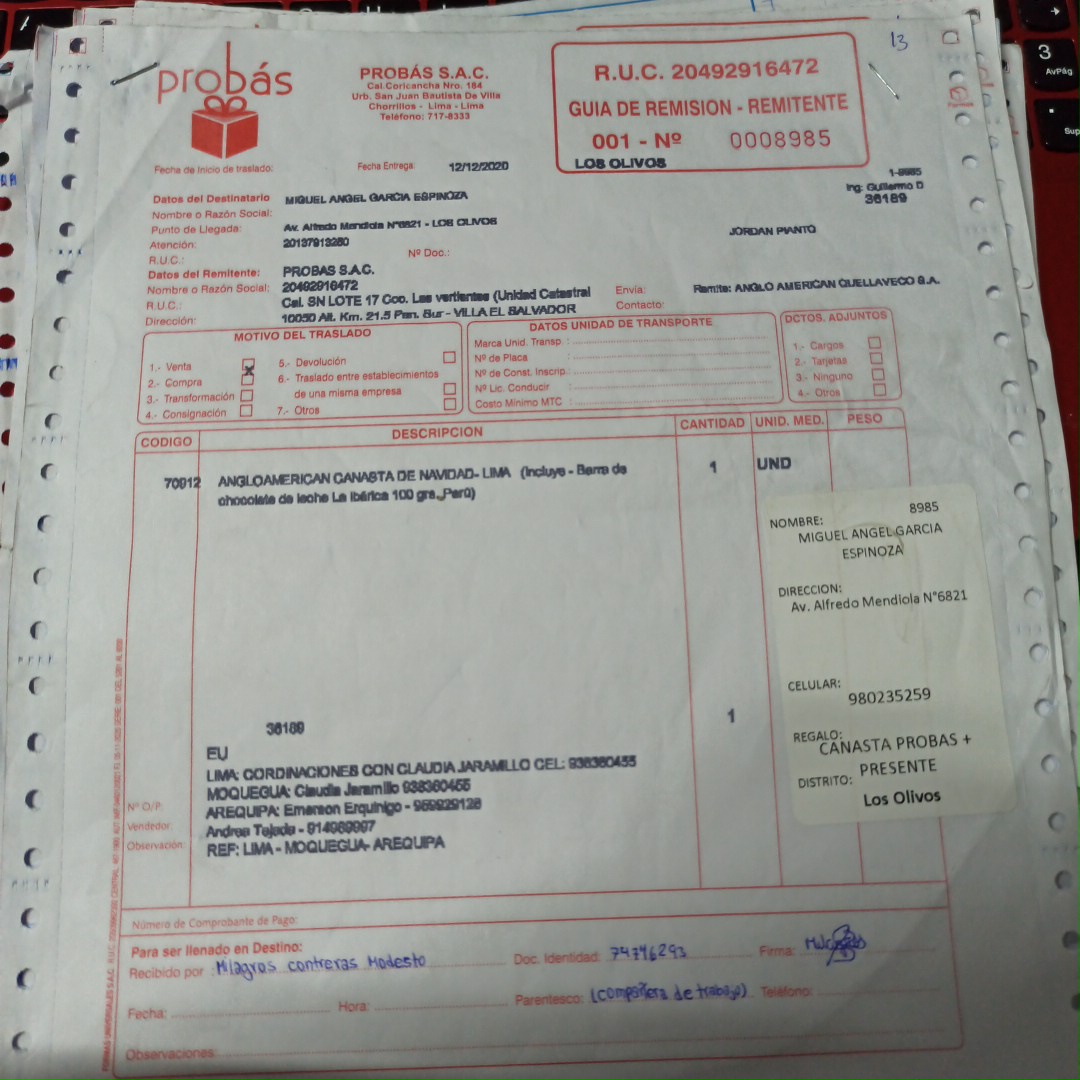 13
probás
PROBÁS S.A.C.
Cal.Coricancha Nro. 184
Urb. San Juan Bautista De Villa
Chorrillos - Lima - Lima
Teléfono: 717-8333
R.U.C. 20492916472
GUIA DE REMISION - REMITENTE
001 - Nº 0008985
LOS OLIVOS
Fecha de Inicio de traslado:
Fecha Entrega: 12/12/2020
1-8985
Ing: Guillermo D
36189
Datos del Destinatario
Nombre o Razón Social: MIGUEL ANGEL GARCIA ESPINOZA
Punto de Llegada: Av. Alfredo Mendiola N°6821 - LOS OLIVOS
Atención: 20137913250
JORDAN PIANTO
R.U.C.:
Nº Doc.:
Datos del Remitente: PROBAS S.A.C.
Nombre o Razón Social: 20492916472
R.U.C.: Cal. SN LOTE 17 Coo. Las vertientes (Unidad Catastral
Dirección: 10050 Alt. Km. 21.5 Pan. Sur - VILLA EL SALVADOR
Envia: Remite: ANGLO AMERICAN QUELLAVECO S.A.
Contacto:
MOTIVO DEL TRASLADO
1.- Venta X
2.- Compra
3.- Transformación
4.- Consignación
5.- Devolución
6.- Traslado entre establecimientos
de una misma empresa
7.- Otros
DATOS UNIDAD DE TRANSPORTE
Marca Unid. Transp. :
Nº de Placa :
Nº de Const. Inscrip. :
Nº Lic. Conducir :
Costo Mínimo MTC :
DCTOS. ADJUNTOS
1.- Cargos
2.- Tarjetas
3.- Ninguno
4.- Otros
CODIGO DESCRIPCION CANTIDAD UNID. MED. PESO
70912 ANGLOAMERICAN CANASTA DE NAVIDAD- LIMA (Incluye - Barra de 1 UND
chocolate de leche La Ibérica 100 grs.,Perú)
8985
NOMBRE:
MIGUEL ANGEL GARCIA
ESPINOZA
DIRECCION:
Av. Alfredo Mendiola N°6821
CELULAR:
980235259
REGALO:
CANASTA PROBAS +
PRESENTE
DISTRITO:
Los Olivos
36189 1
EU
LIMA: CORDINACIONES CON CLAUDIA JARAMILLO CEL: 938360455
MOQUEGUA: Claudia Jaramillo 938360455
Nº O/P: AREQUIPA: Emerson Erquinigo - 959929126
Vendedor: Andrea Tejada - 914989997
Observación: REF: LIMA - MOQUEGUA- AREQUIPA
Número de Comprobante de Pago:
Para ser llenado en Destino:
Recibido por : Milagros contreras Modesto Doc. Identidad: 74746293 Firma:
Fecha: Hora: Parentesco: (compañera de trabajo) Teléfono:
Observaciones:
3
AvPág